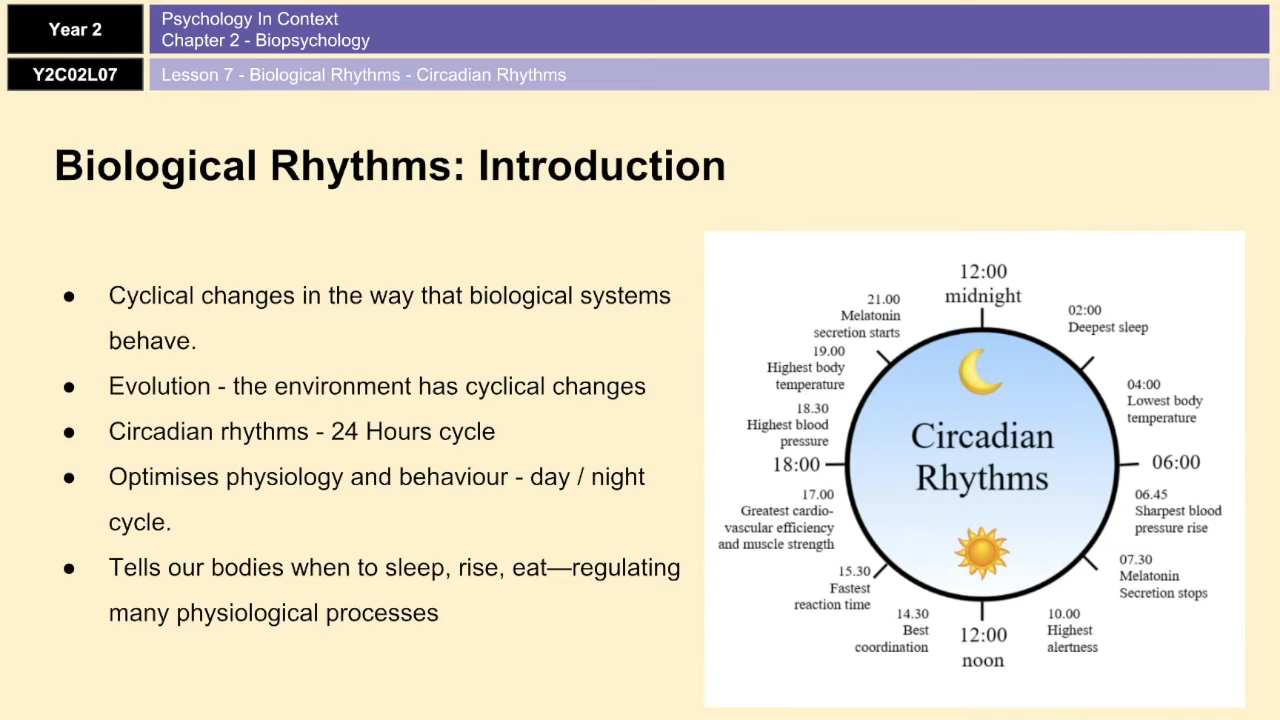 Year 2
Psychology In Context
Chapter 2 - Biopsychology
Y2C02L07
Lesson 7 - Biological Rhythms - Circadian Rhythms
Biological Rhythms: Introduction
● Cyclical changes in the way that biological systems
behave.
● Evolution - the environment has cyclical changes
● Circadian rhythms - 24 Hours cycle
● Optimises physiology and behaviour - day / night
cycle.
● Tells our bodies when to sleep, rise, eat—regulating
many physiological processes
12:00
midnight
02:00
Deepest sleep
04:00
Lowest body
temperature
06:00
06.45
Sharpest blood
pressure rise
07.30
Melatonin
Secretion stops
10.00
Highest
alertness
12:00
noon
14.30
Best
coordination
15.30
Fastest
reaction time
17.00
Greatest cardio-
vascular efficiency
and muscle strength
18:00
18.30
Highest blood
pressure
19.00
Highest body
temperature
21.00
Melatonin
secretion starts
Circadian
Rhythms